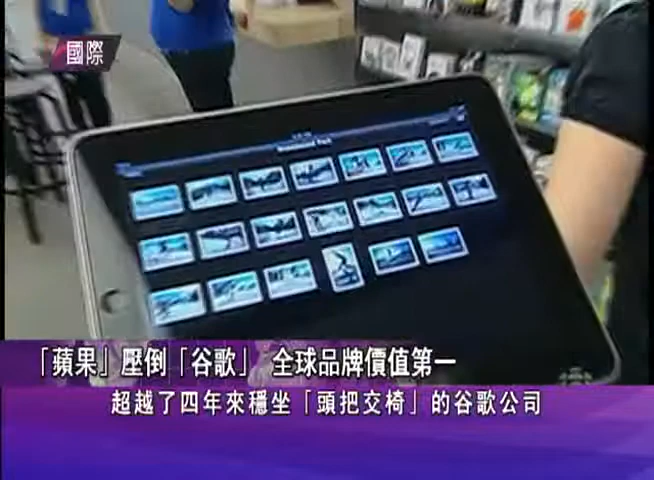 國際
「蘋果」壓倒「谷歌」 全球品牌價值第一
超越了四年來穩坐「頭把交椅」的谷歌公司